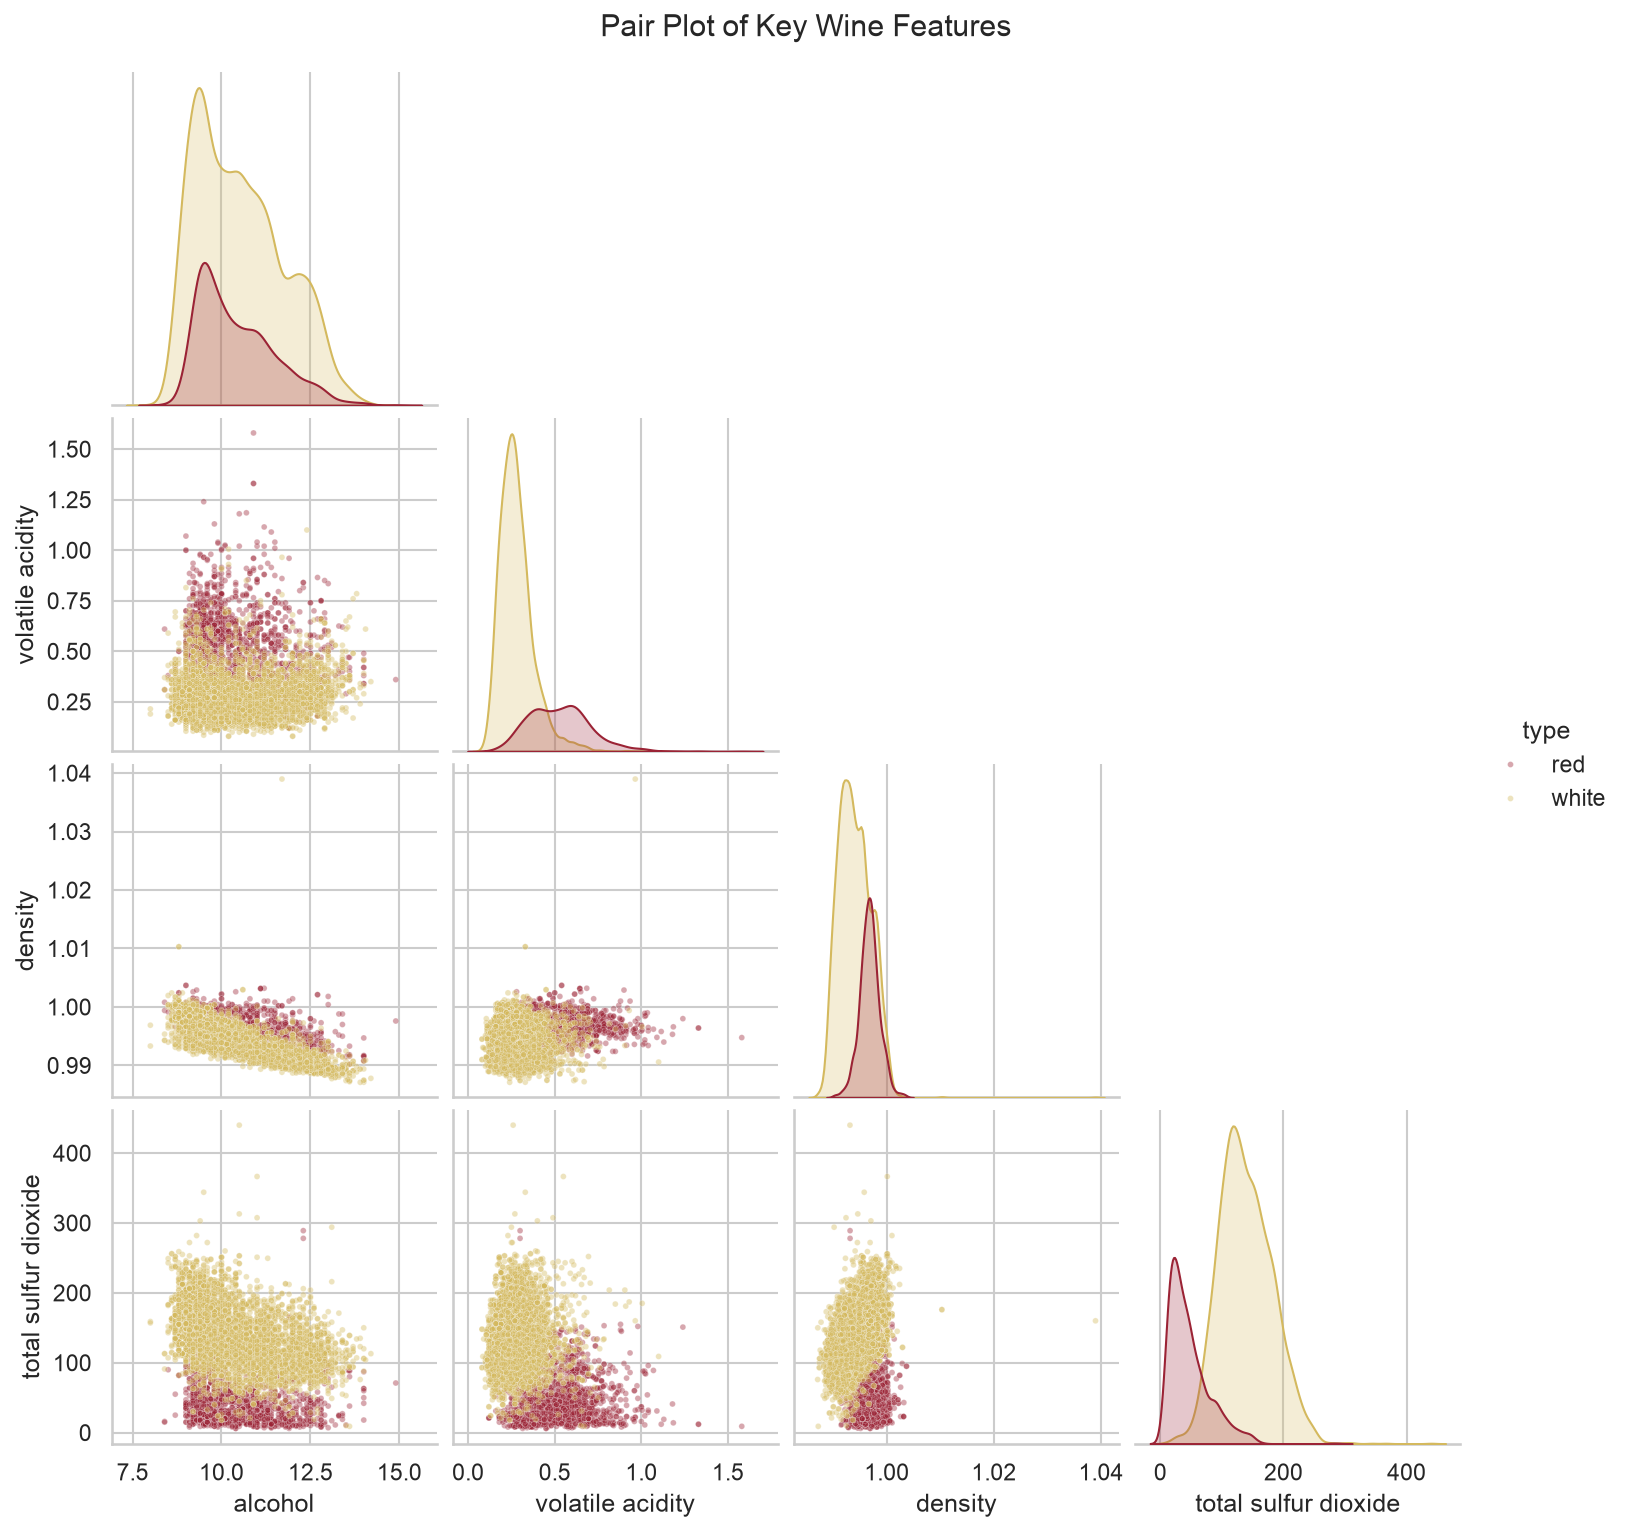 Pair Plot of Key Wine Features
1.50
1.25
1.00
0.75
0.50
0.25
volatile acidity
1.04
1.03
1.02
1.01
1.00
0.99
density
type
red
white
400
300
200
100
0
total sulfur dioxide
7.5 10.0 12.5 15.0
alcohol
0.0 0.5 1.0 1.5
volatile acidity
1.00 1.02 1.04
density
0 200 400
total sulfur dioxide